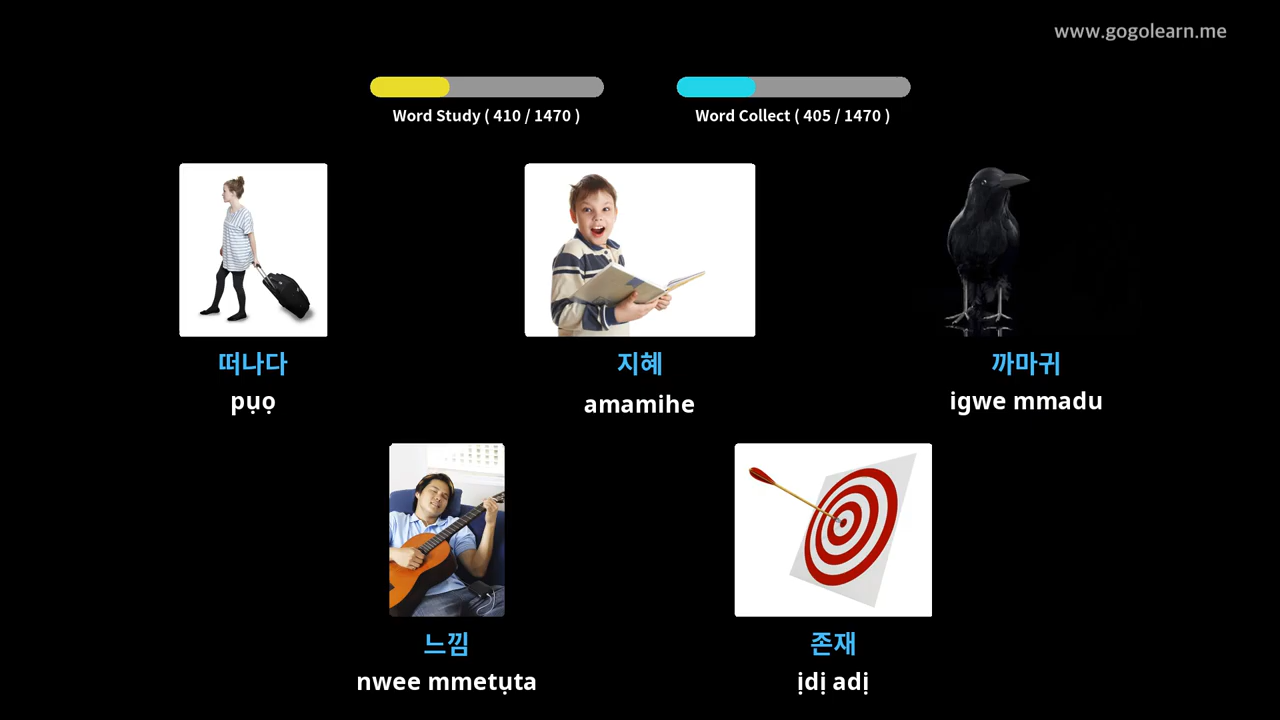 www.gogolearn.me
Word Study ( 410 / 1470 )
Word Collect ( 405 / 1470 )
떠나다
pụọ
지혜
amamihe
까마귀
igwe mmadu
느낌
nwee mmetụta
존재
ịdị adị